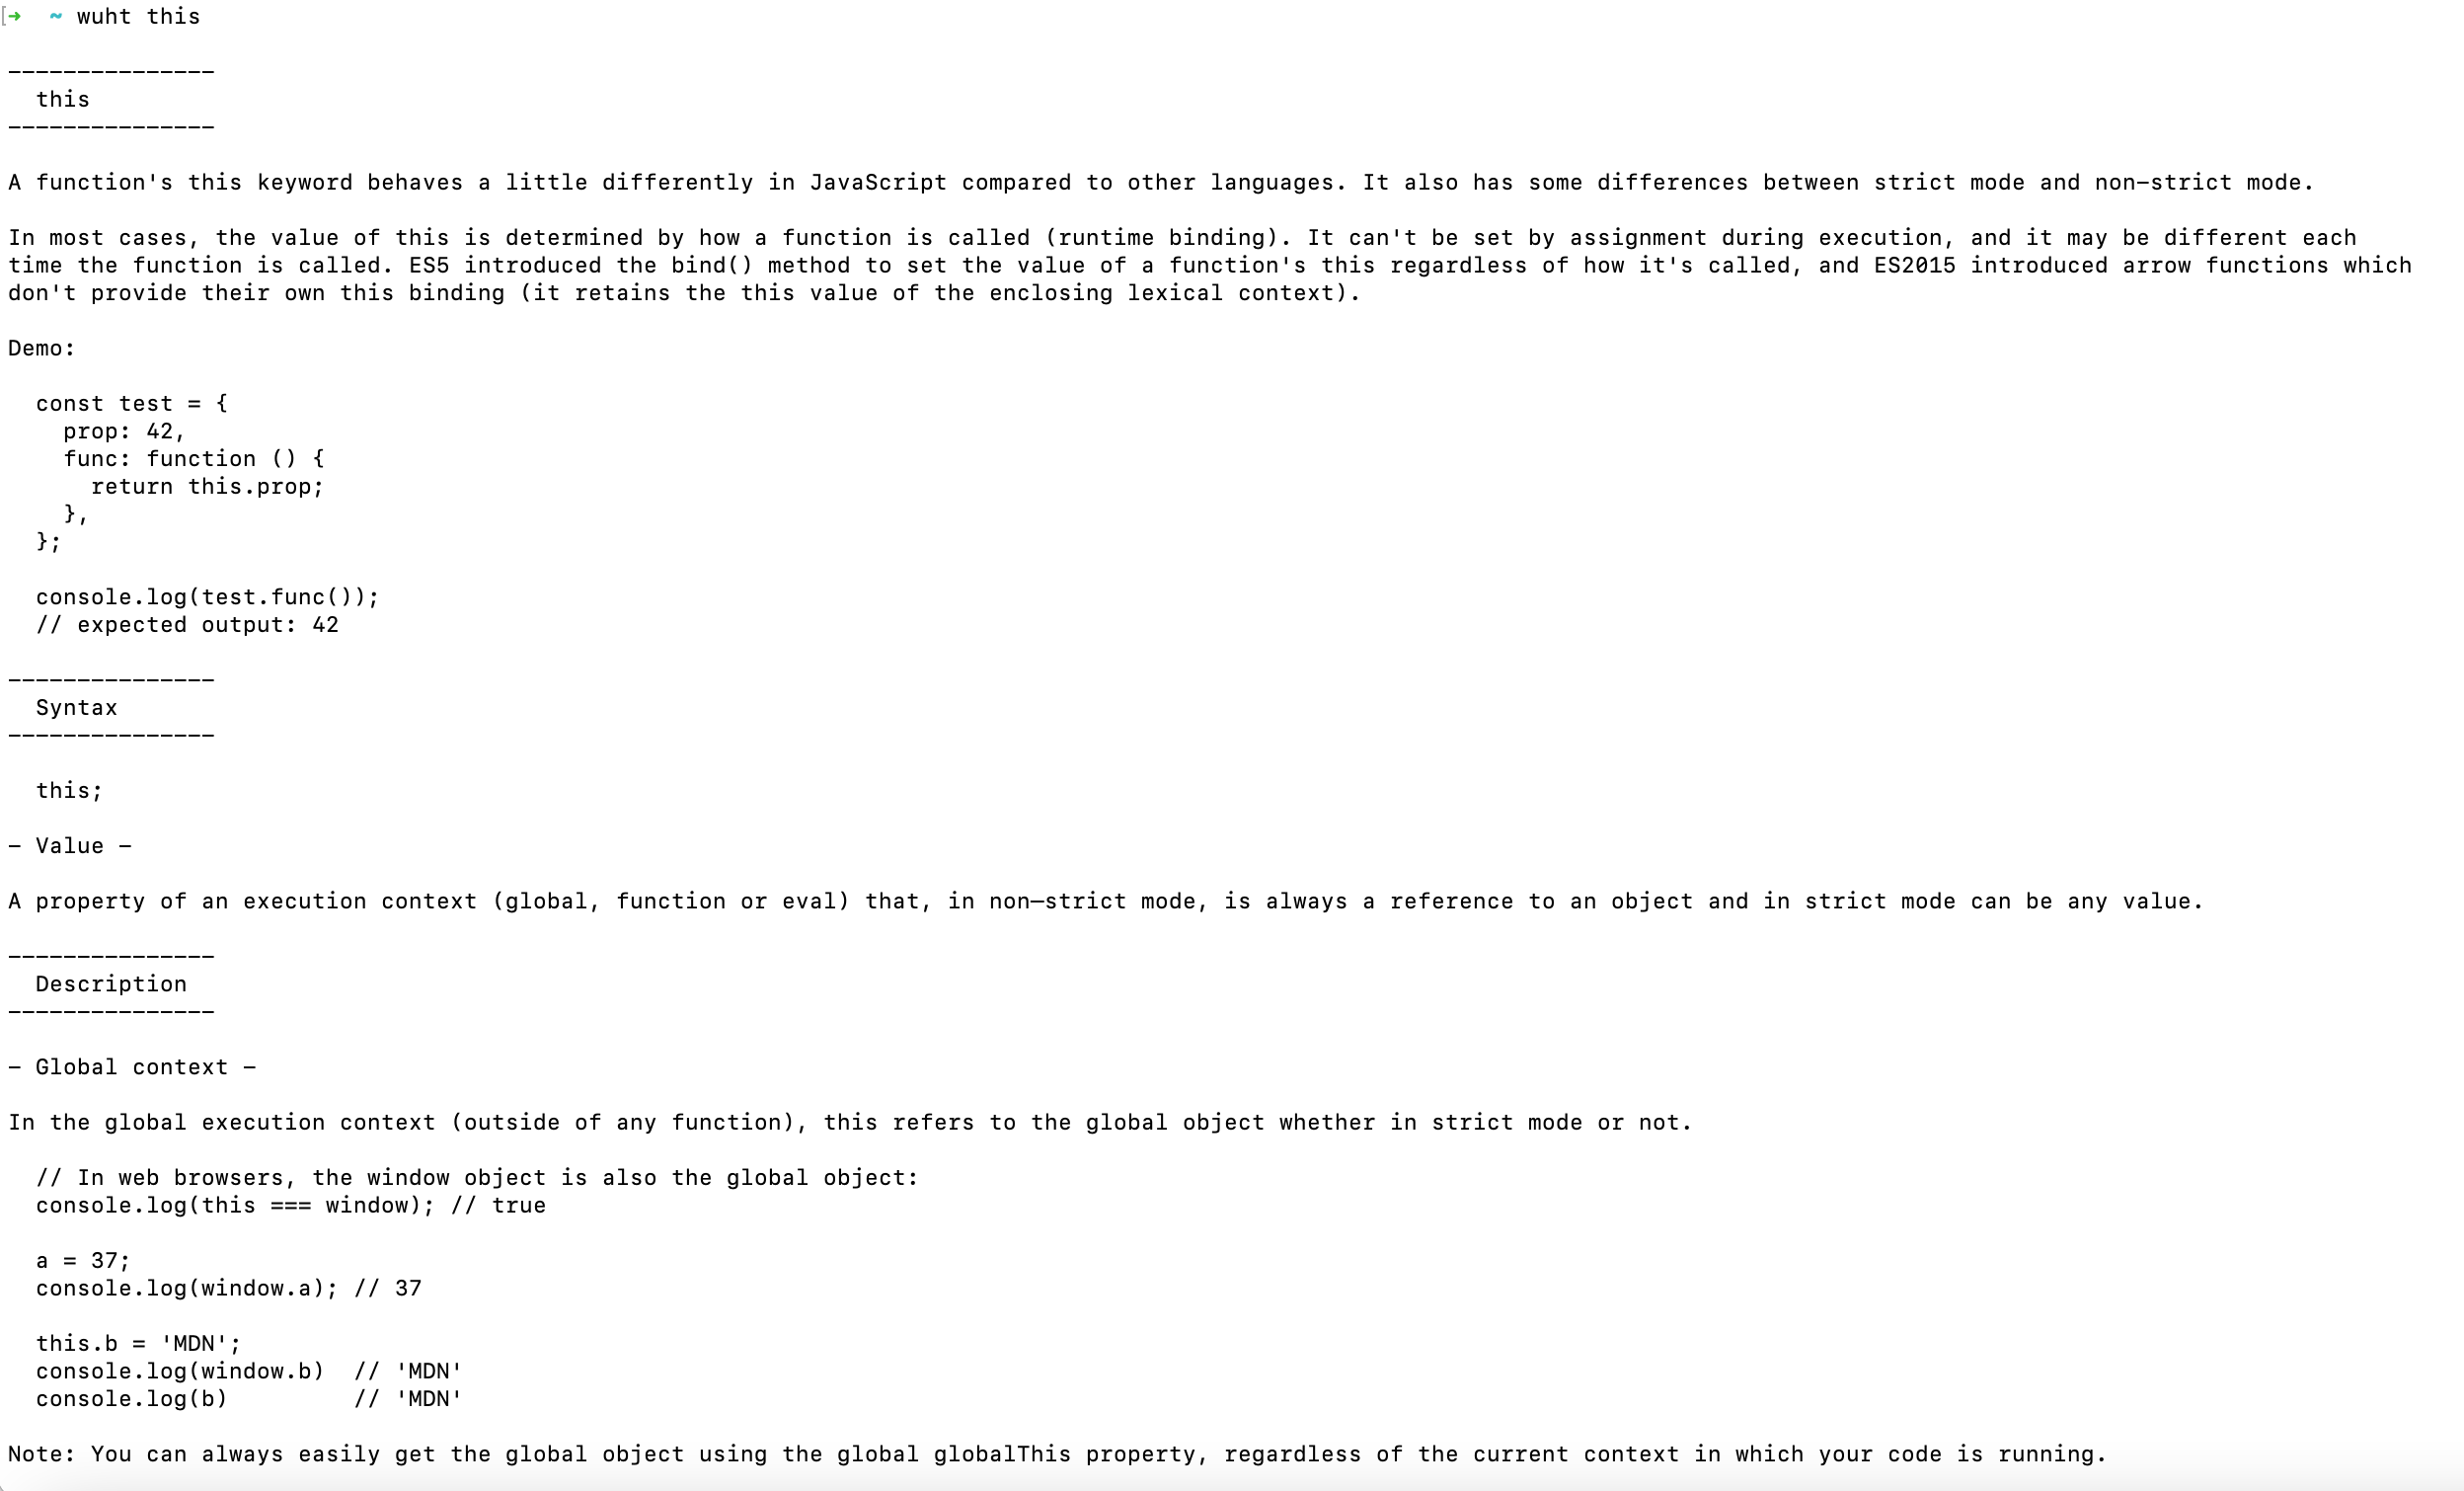 [➜  ~ wuht this

---------------
  this
---------------

A function's this keyword behaves a little differently in JavaScript compared to other languages. It also has some differences between strict mode and non-strict mode.

In most cases, the value of this is determined by how a function is called (runtime binding). It can't be set by assignment during execution, and it may be different each
time the function is called. ES5 introduced the bind() method to set the value of a function's this regardless of how it's called, and ES2015 introduced arrow functions which
don't provide their own this binding (it retains the this value of the enclosing lexical context).

Demo:

  const test = {
    prop: 42,
    func: function () {
      return this.prop;
    },
  };

  console.log(test.func());
  // expected output: 42

---------------
  Syntax
---------------

  this;

- Value -

A property of an execution context (global, function or eval) that, in non–strict mode, is always a reference to an object and in strict mode can be any value.

---------------
  Description
---------------

- Global context -

In the global execution context (outside of any function), this refers to the global object whether in strict mode or not.

  // In web browsers, the window object is also the global object:
  console.log(this === window); // true

  a = 37;
  console.log(window.a); // 37

  this.b = 'MDN';
  console.log(window.b)  // 'MDN'
  console.log(b)         // 'MDN'

Note: You can always easily get the global object using the global globalThis property, regardless of the current context in which your code is running.